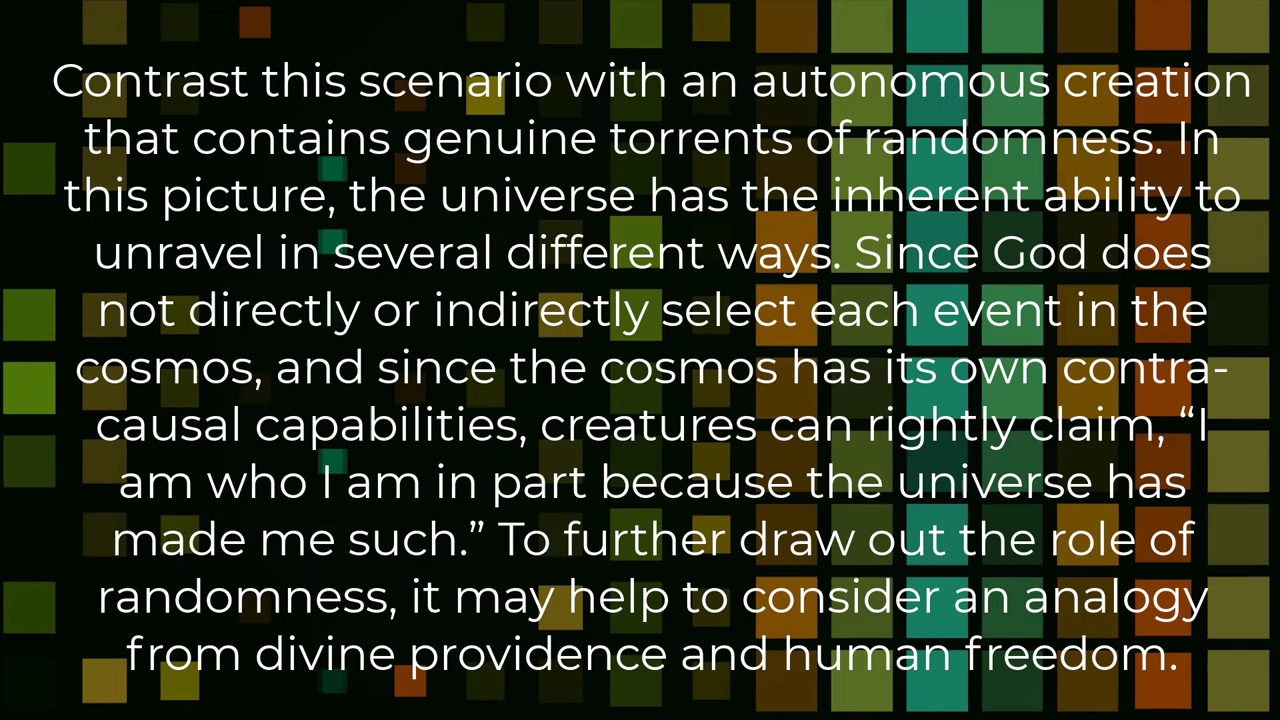 Contrast this scenario with an autonomous creation
that contains genuine torrents of randomness. In
this picture, the universe has the inherent ability to
unravel in several different ways. Since God does
not directly or indirectly select each event in the
cosmos, and since the cosmos has its own contra-
causal capabilities, creatures can rightly claim, “I
am who I am in part because the universe has
made me such.” To further draw out the role of
randomness, it may help to consider an analogy
from divine providence and human freedom.